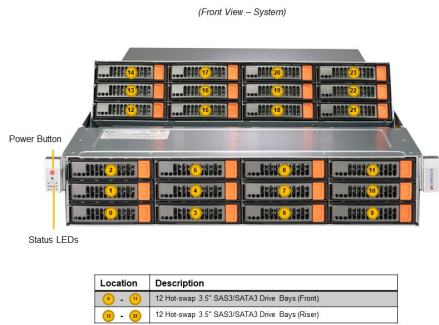 (Front View – System)
14 17 20 23
13 16 19 22
12 15 18 21
Power Button
2 5 8 11
1 4 7 10
0 3 6 9
Status LEDs
Location Description
0 - 11 12 Hot-swap 3.5" SAS3/SATA3 Drive Bays (Front)
12 - 23 12 Hot-swap 3.5" SAS3/SATA3 Drive Bays (Riser)